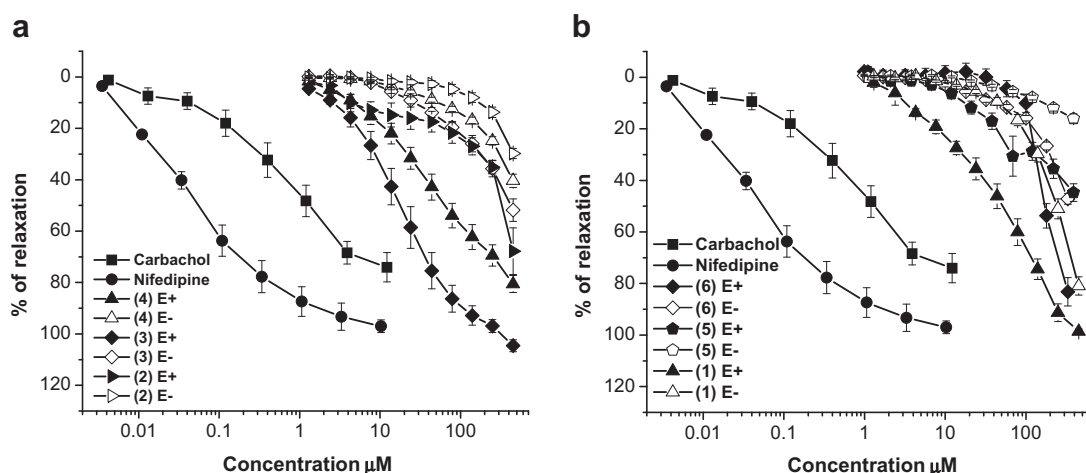 a
0
20
40
60
80
100
120
% of relaxation
Carbachol
Nifedipine
(4) E+
(4) E-
(3) E+
(3) E-
(2) E+
(2) E-
0.01
0.1
1
10
100
Concentration μM
b
0
20
40
60
80
100
120
% of relaxation
Carbachol
Nifedipine
(6) E+
(6) E-
(5) E+
(5) E-
(1) E+
(1) E-
0.01
0.1
1
10
100
Concentration μM